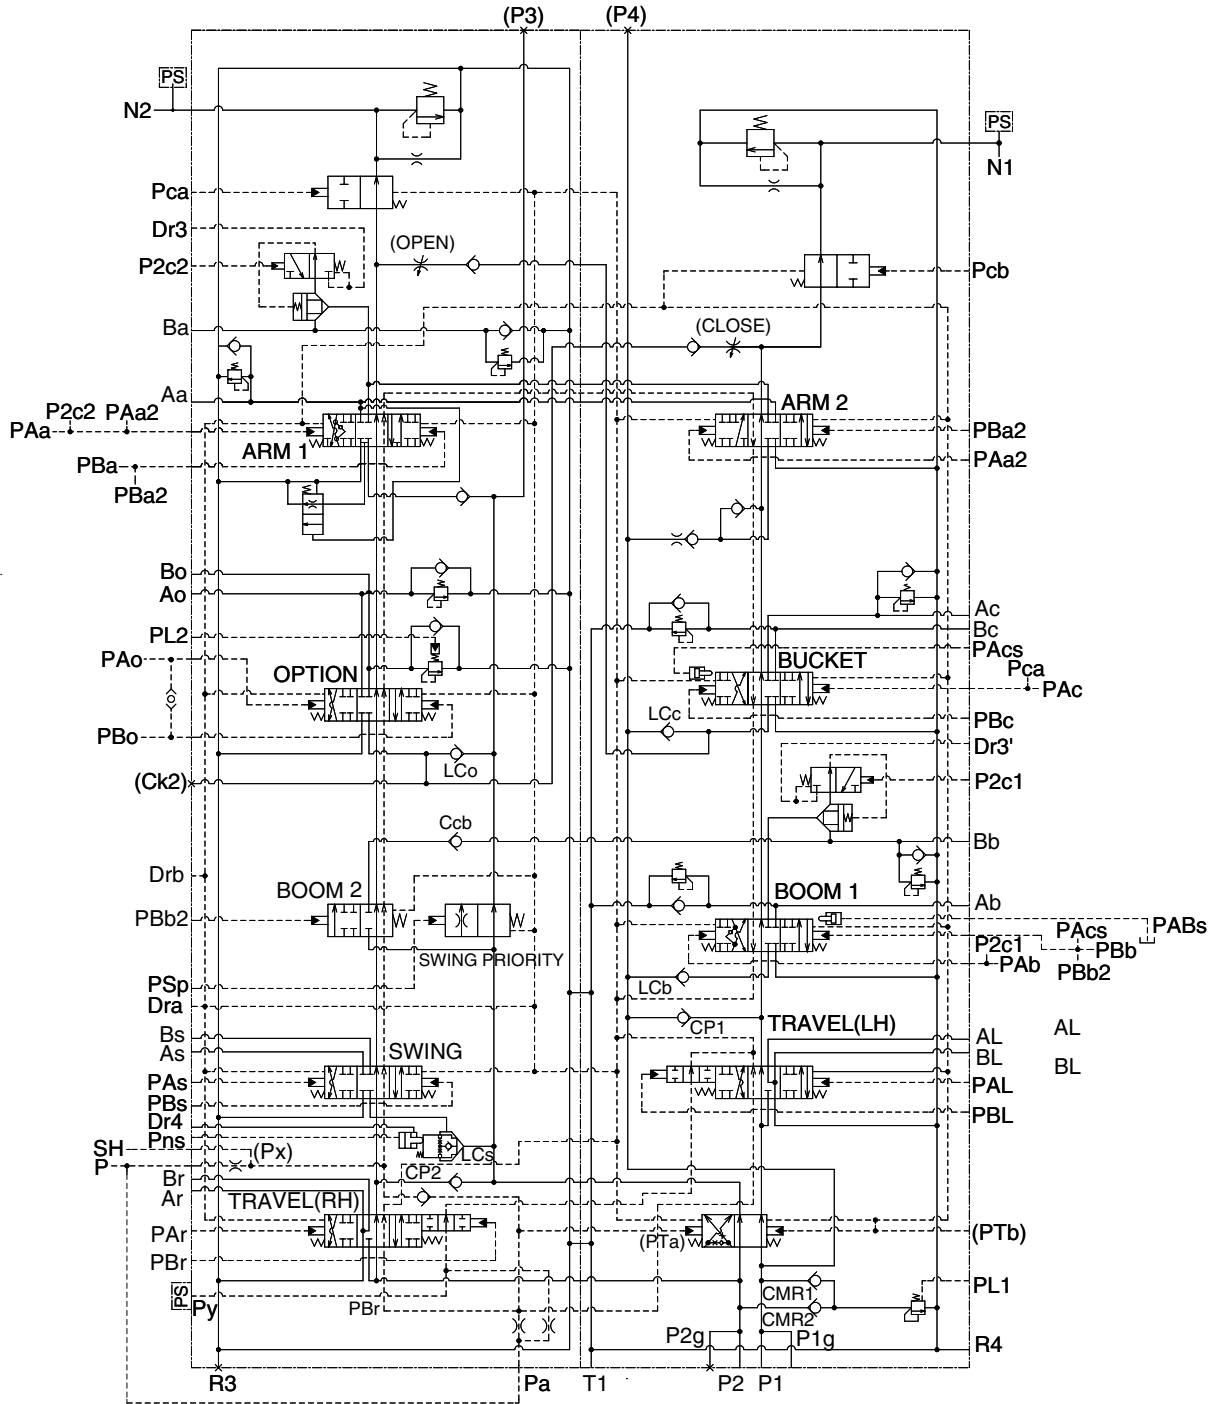 (P3)
(P4)
PS
N2
PS
N1
Pca
Dr3
(OPEN)
P2c2
Pcb
Ba
(CLOSE)
Aa
P2c2 PAa2
PAa
ARM 1
ARM 2
PBa2
PBa
PAa2
PBa2
Bo
Ao
Ac
PL2
Bc
PAo
PAcs
OPTION
BUCKET
Pca
PAc
PBo
LCc
PBc
LCo
Dr3'
(Ck2)
P2c1
Ccb
Bb
Drb
BOOM 2
BOOM 1
Ab
PBb2
PABs
PAcs
P2c1
PBb
SWING PRIORITY
PAb
PBb2
PSp
LCb
Dra
CP1
TRAVEL(LH)
AL
Bs
AL
As
SWING
BL
BL
PAs
PAL
PBs
PBL
Dr4
Pns
SH
(Px)
LCs
P
CP2
Br
Ar
TRAVEL(RH)
PAr
(PTa)
(PTb)
PBr
PS
Py
PBr
CMR1
PL1
CMR2
P2g
P1g
R4
R3
Pa
T1
P2
P1